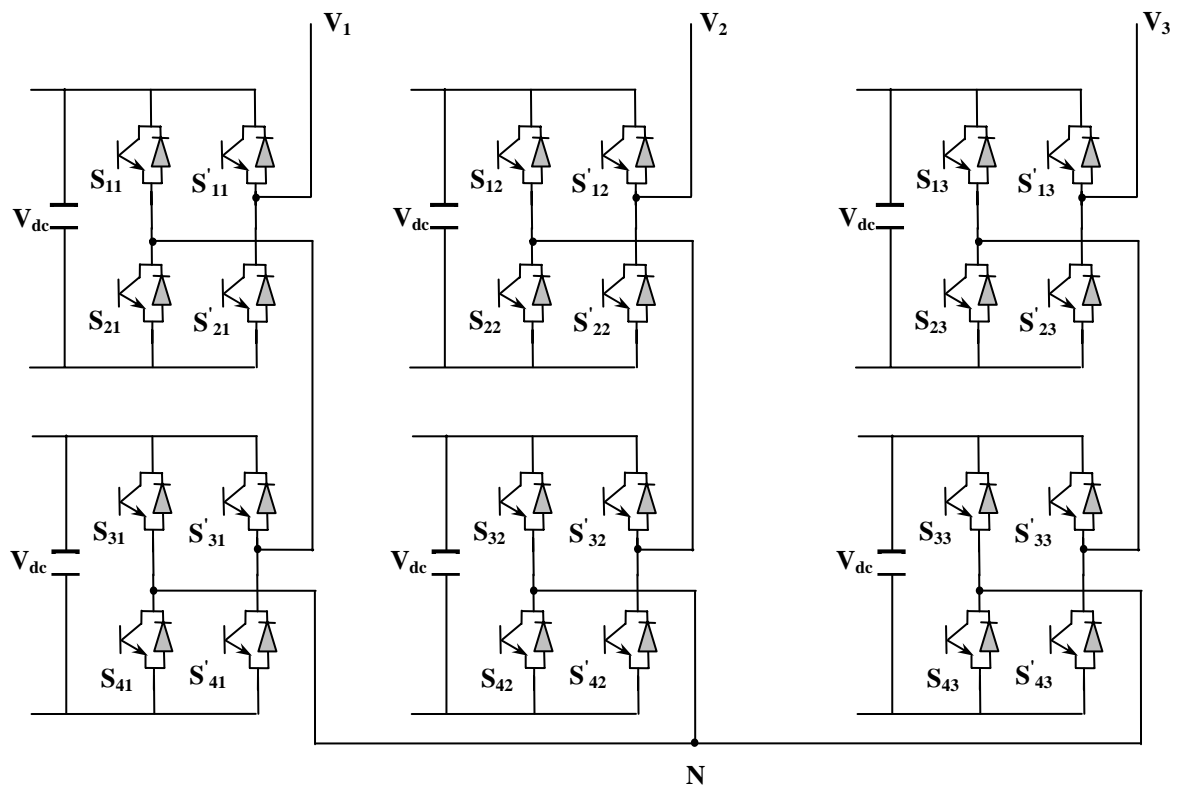 V1 V2 V3
S11 S'11 S12 S'12 S13 S'13
Vdc Vdc Vdc
S21 S'21 S22 S'22 S23 S'23
S31 S'31 S32 S'32 S33 S'33
Vdc Vdc Vdc
S41 S'41 S42 S'42 S43 S'43
N